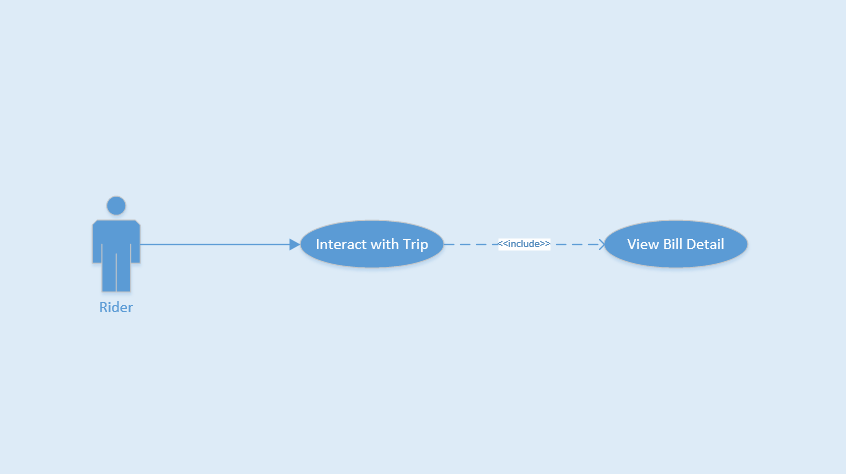 Interact with Trip
<<include>>
View Bill Detail
Rider